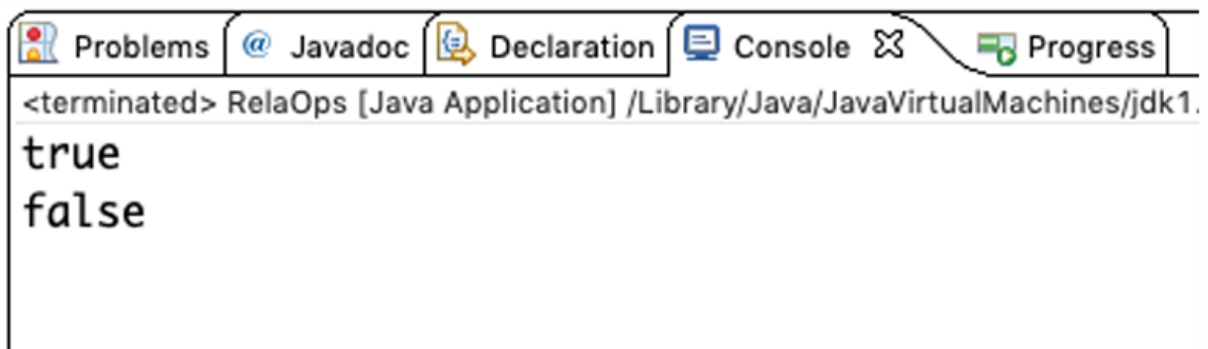 Problems @ Javadoc Declaration Console Progress
<terminated> RelaOps [Java Application] /Library/Java/JavaVirtualMachines/jdk1.
true
false